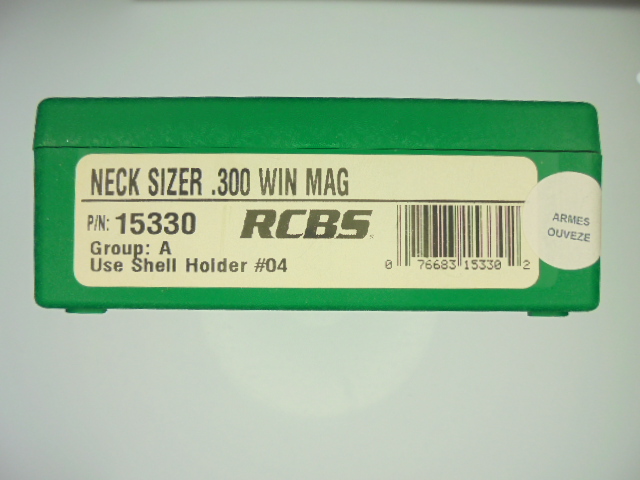 NECK SIZER .300 WIN MAG
P/N: 15330
RCBS
Group: A
Use Shell Holder #04
0 76683 15330 2
ARMES
OUVEZE